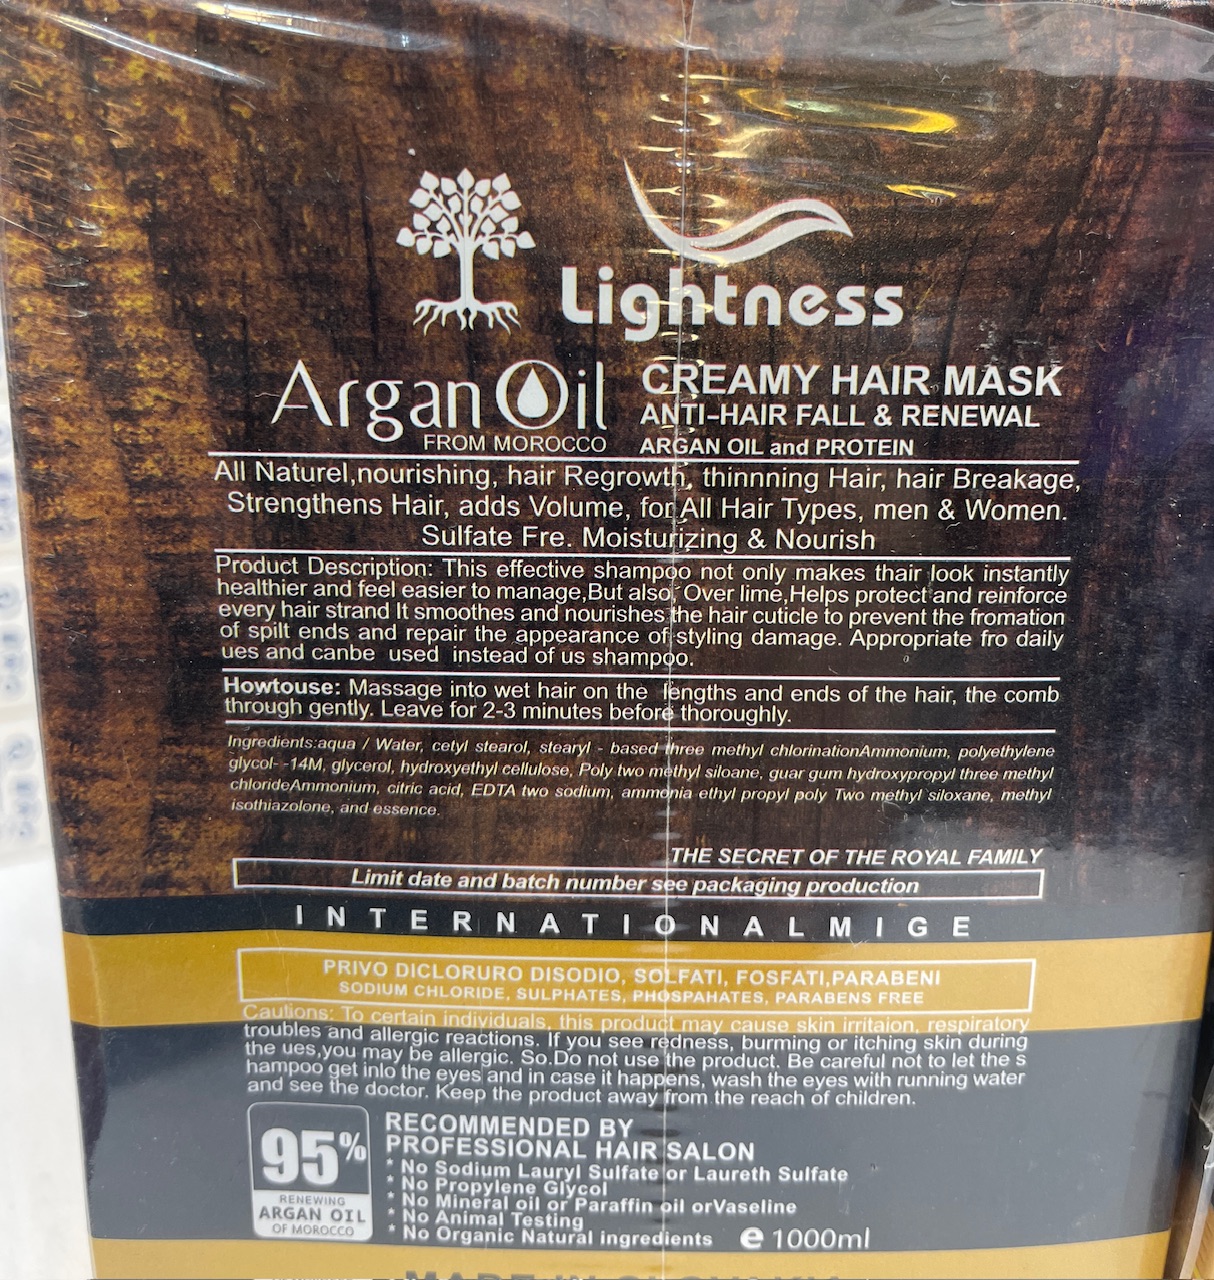 Lightness
Argan Oil
FROM MOROCCO
CREAMY HAIR MASK
ANTI-HAIR FALL & RENEWAL
ARGAN OIL and PROTEIN
All Naturel,nourishing, hair Regrowth, thinnning Hair, hair Breakage,
Strengthens Hair, adds Volume, for All Hair Types, men & Women.
Sulfate Fre. Moisturizing & Nourish
Product Description: This effective shampoo not only makes thair look instantly
healthier and feel easier to manage,But also, Over lime,Helps protect and reinforce
every hair strand It smoothes and nourishes the hair cuticle to prevent the fromation
of spilt ends and repair the appearance of styling damage. Appropriate fro daily
ues and canbe used instead of us shampoo.
Howtouse: Massage into wet hair on the lengths and ends of the hair, the comb
through gently. Leave for 2-3 minutes before thoroughly.
Ingredients:aqua / Water, cetyl stearol, stearyl - based three methyl chlorinationAmmonium, polyethylene
glycol- -14M, glycerol, hydroxyethyl cellulose, Poly two methyl siloane, guar gum hydroxypropyl three methyl
chlorideAmmonium, citric acid, EDTA two sodium, ammonia ethyl propyl poly Two methyl siloxane, methyl
isothiazolone, and essence.
THE SECRET OF THE ROYAL FAMILY
Limit date and batch number see packaging production
INTERNATIONALMIGE
PRIVO DICLORURO DISODIO, SOLFATI, FOSFATI,PARABENI
SODIUM CHLORIDE, SULPHATES, PHOSPAHATES, PARABENS FREE
Cautions: To certain individuals, this product may cause skin irritaion, respiratory
troubles and allergic reactions. If you see redness, burming or itching skin during
the ues,you may be allergic. So.Do not use the product. Be careful not to let the s
hampoo get inlo the eyes and in case it happens, wash the eyes with running water
and see the doctor. Keep the product away from the reach of children.
95%
RENEWING
ARGAN OIL
OF MOROCCO
RECOMMENDED BY
PROFESSIONAL HAIR SALON
* No Sodium Lauryl Sulfate or Laureth Sulfate
* No Propylene Glycol
* No Mineral oil or Paraffin oil orVaseline
* No Animal Testing
* No Organic Natural ingredients
e 1000ml